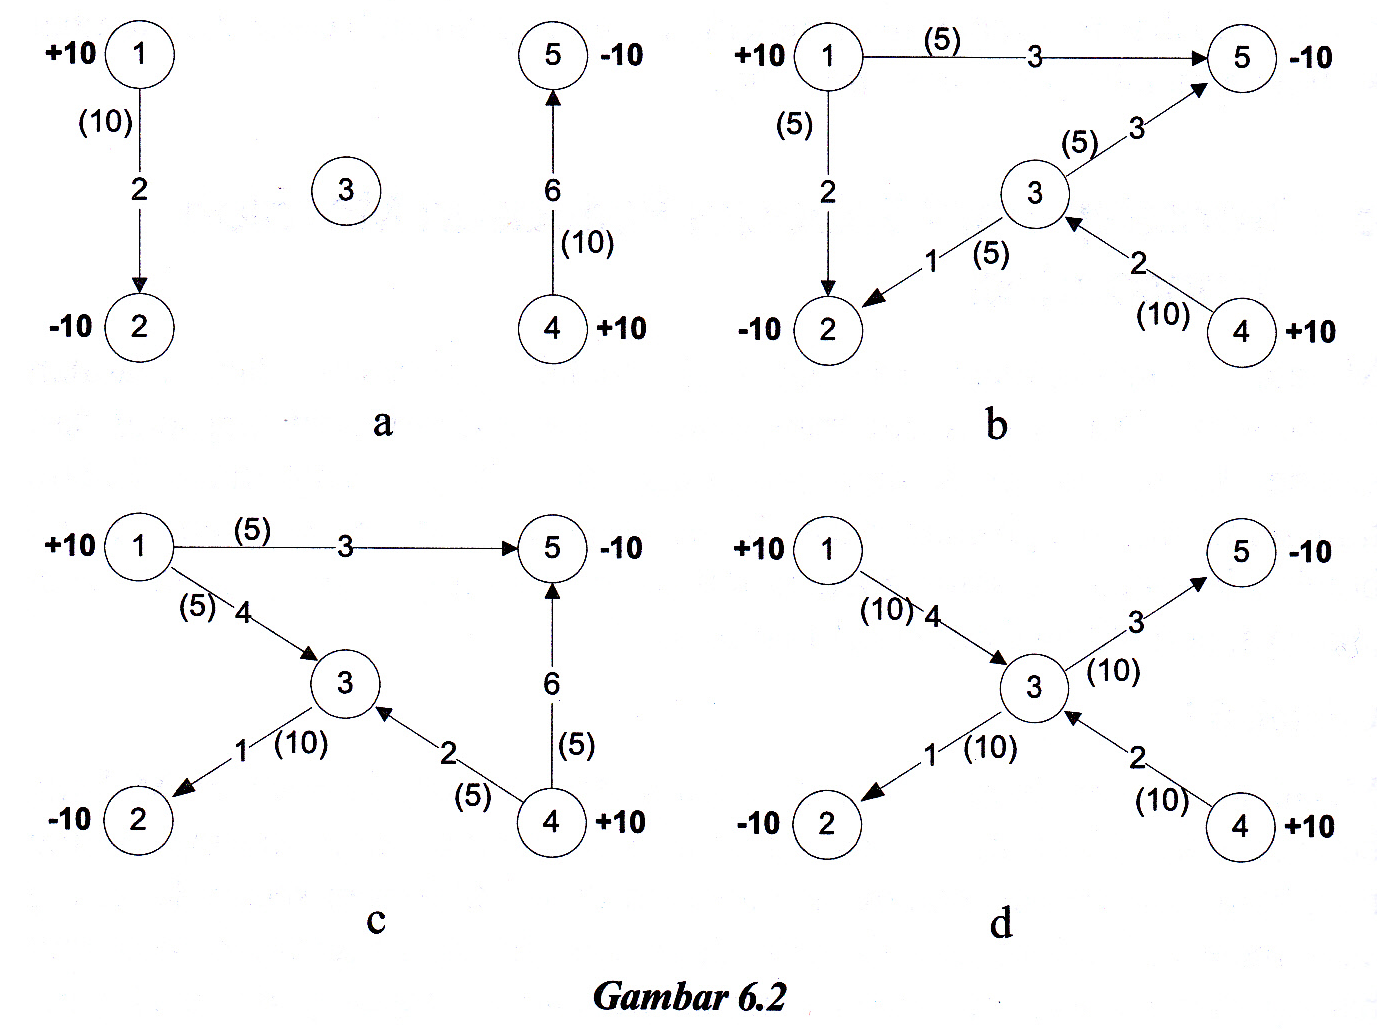 +10 1 5 -10
(10)
2 3 6
(10)
-10 2 4 +10
a
+10 1 (5) 3 5 -10
(5) (5) 3
2 3
1 (5) 2
(10)
-10 2 4 +10
b
+10 1 (5) 3 5 -10
(5) 4
3 6
1 (10) 2 (5)
(5)
-10 2 4 +10
c
+10 1 5 -10
(10) 4 3
3 (10)
1 (10) 2
(10)
-10 2 4 +10
d
Gambar 6.2